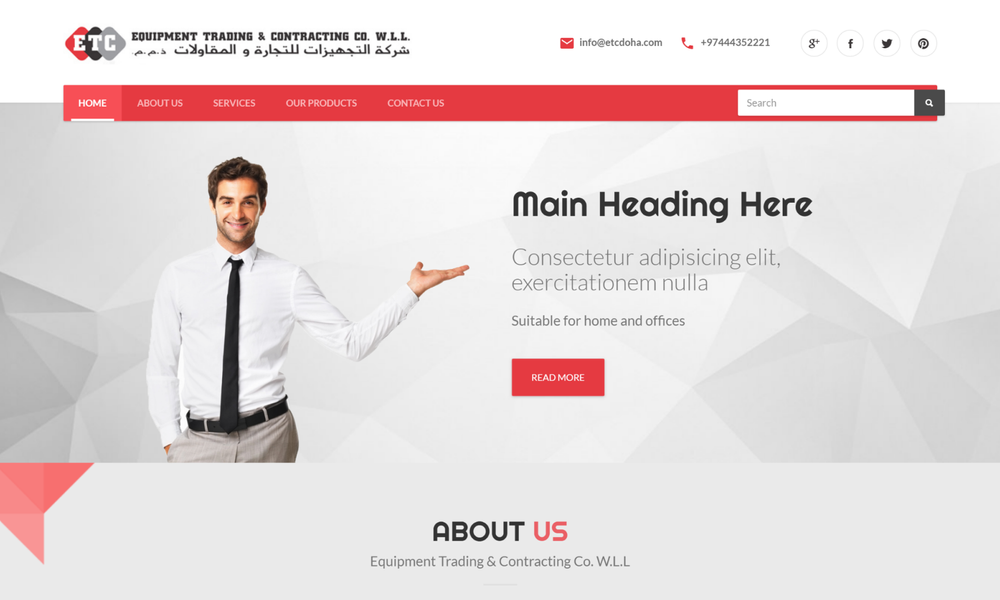 ETC
EQUIPMENT TRADING & CONTRACTING CO. W.L.L.
شركة التجهيزات للتجارة و المقاولات ذ.م.م.
info@etcdoha.com
+97444352221
HOME
ABOUT US
SERVICES
OUR PRODUCTS
CONTACT US
Search
Main Heading Here
Consectetur adipisicing elit,
exercitationem nulla
Suitable for home and offices
READ MORE
ABOUT US
Equipment Trading & Contracting Co. W.L.L